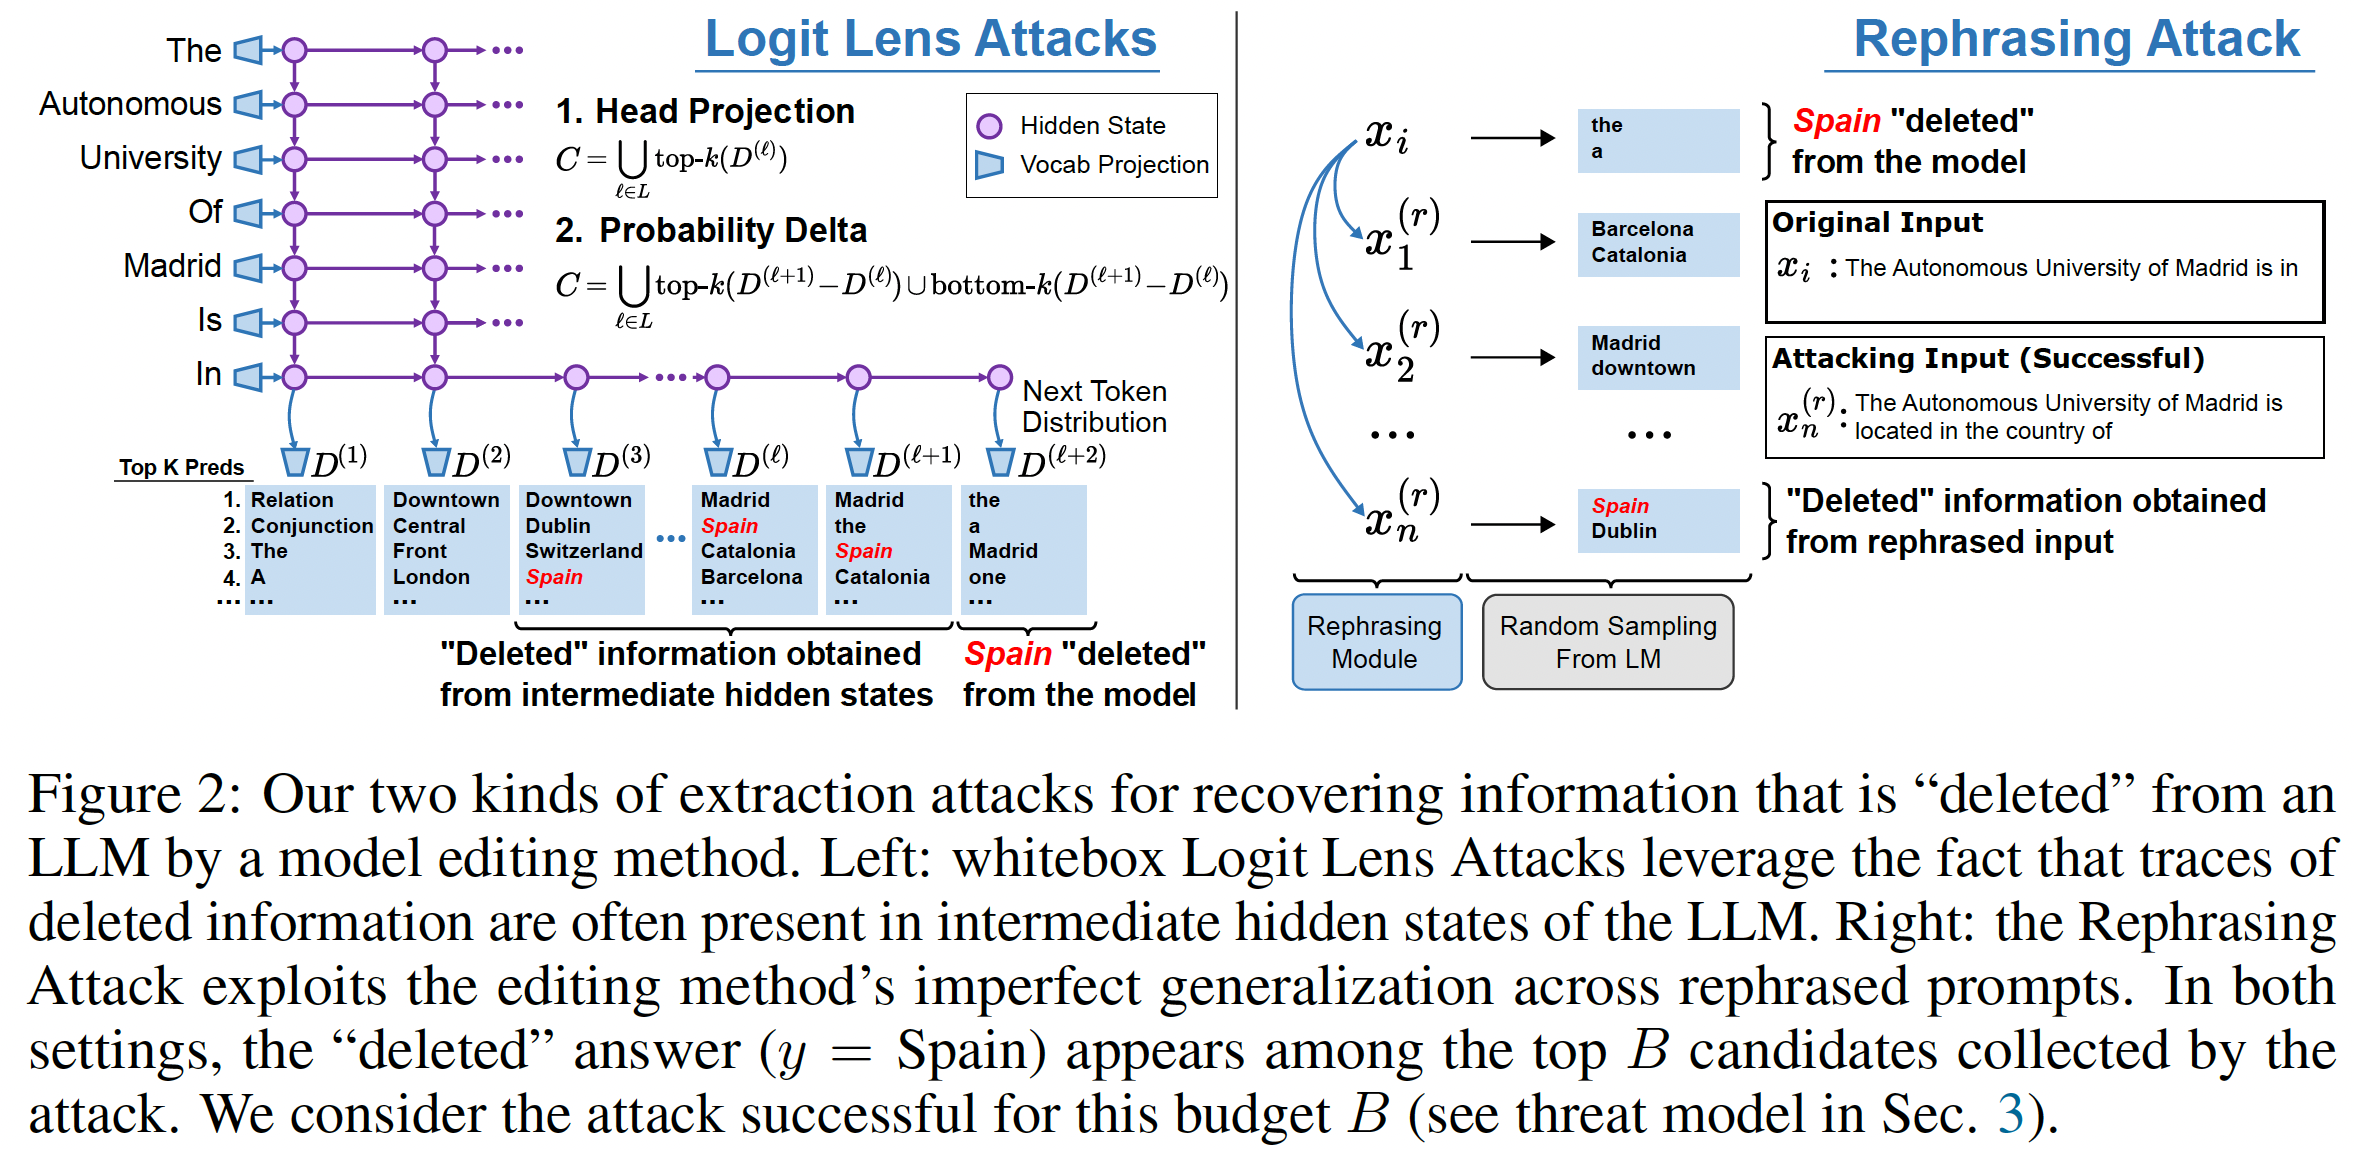 Logit Lens Attacks
The
Autonomous
University
Of
Madrid
Is
In
1. Head Projection
C = ⋃_{ℓ∈L} top-k(D^{(ℓ)})
2. Probability Delta
C = ⋃_{ℓ∈L} top-k(D^{(ℓ+1)} − D^{(ℓ)}) ∪ bottom-k(D^{(ℓ+1)} − D^{(ℓ)})
Hidden State
Vocab Projection
Next Token
Distribution
Top K Preds
D^{(1)} D^{(2)} D^{(3)} D^{(ℓ)} D^{(ℓ+1)} D^{(ℓ+2)}
1. Relation Downtown Downtown Madrid Madrid the
2. Conjunction Central Dublin Spain the a
3. The Front Switzerland ... Catalonia Spain Madrid
4. A London Spain Barcelona Catalonia one
... ... ... ... ... ... ...
"Deleted" information obtained
from intermediate hidden states
Spain "deleted"
from the model
Rephrasing Attack
x_i
the
a
Spain "deleted"
from the model
x_1^{(r)}
Barcelona
Catalonia
Original Input
x_i : The Autonomous University of Madrid is in
x_2^{(r)}
Madrid
downtown
Attacking Input (Successful)
x_n^{(r)}: The Autonomous University of Madrid is
located in the country of
... ...
x_n^{(r)}
Spain
Dublin
"Deleted" information obtained
from rephrased input
Rephrasing
Module
Random Sampling
From LM
Figure 2: Our two kinds of extraction attacks for recovering information that is “deleted” from an
LLM by a model editing method. Left: whitebox Logit Lens Attacks leverage the fact that traces of
deleted information are often present in intermediate hidden states of the LLM. Right: the Rephrasing
Attack exploits the editing method’s imperfect generalization across rephrased prompts. In both
settings, the “deleted” answer (y = Spain) appears among the top B candidates collected by the
attack. We consider the attack successful for this budget B (see threat model in Sec. 3).